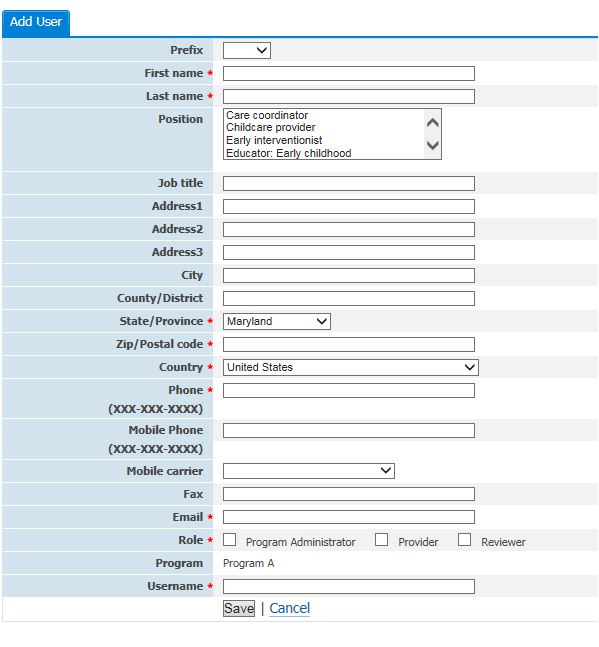 Add User
Prefix
First name *
Last name *
Position Care coordinator
Childcare provider
Early interventionist
Educator: Early childhood
Job title
Address1
Address2
Address3
City
County/District
State/Province * Maryland
Zip/Postal code *
Country * United States
Phone *
(XXX-XXX-XXXX)
Mobile Phone
(XXX-XXX-XXXX)
Mobile carrier
Fax
Email *
Role * Program Administrator Provider Reviewer
Program Program A
Username *
Save | Cancel